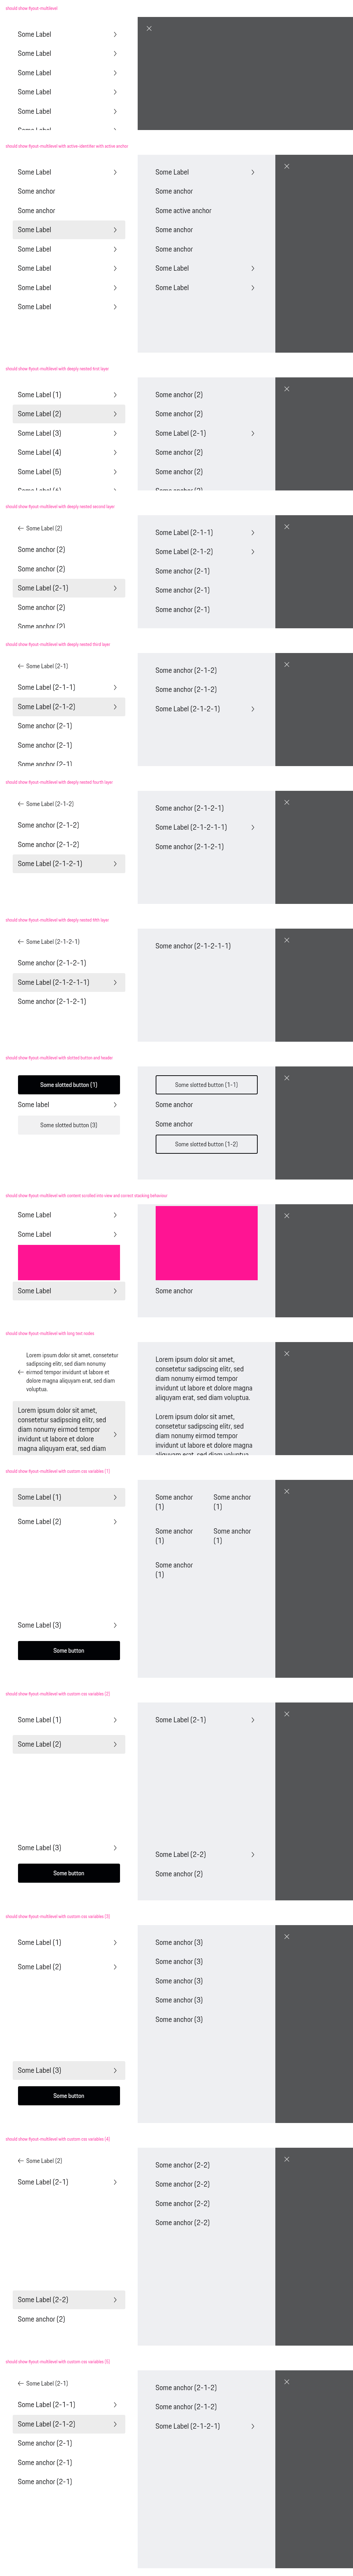 should show flyout-multilevel
Some Label
Some Label
Some Label
Some Label
Some Label
Some Label
should show flyout-multilevel with active-identifier with active anchor
Some Label
Some anchor
Some anchor
Some Label
Some Label
Some Label
Some Label
Some Label
Some Label
Some anchor
Some active anchor
Some anchor
Some anchor
Some Label
Some Label
should show flyout-multilevel with deeply nested first layer
Some Label (1)
Some Label (2)
Some Label (3)
Some Label (4)
Some Label (5)
Some Label (6)
Some anchor (2)
Some anchor (2)
Some Label (2-1)
Some anchor (2)
Some anchor (2)
Some anchor (2)
should show flyout-multilevel with deeply nested second layer
Some Label (2)
Some anchor (2)
Some anchor (2)
Some Label (2-1)
Some anchor (2)
Some anchor (2)
Some Label (2-1-1)
Some Label (2-1-2)
Some anchor (2-1)
Some anchor (2-1)
Some anchor (2-1)
should show flyout-multilevel with deeply nested third layer
Some Label (2-1)
Some Label (2-1-1)
Some Label (2-1-2)
Some anchor (2-1)
Some anchor (2-1)
Some anchor (2-1)
Some anchor (2-1-2)
Some anchor (2-1-2)
Some Label (2-1-2-1)
should show flyout-multilevel with deeply nested fourth layer
Some Label (2-1-2)
Some anchor (2-1-2)
Some anchor (2-1-2)
Some Label (2-1-2-1)
Some anchor (2-1-2-1)
Some Label (2-1-2-1-1)
Some anchor (2-1-2-1)
should show flyout-multilevel with deeply nested fifth layer
Some Label (2-1-2-1)
Some anchor (2-1-2-1)
Some Label (2-1-2-1-1)
Some anchor (2-1-2-1)
Some anchor (2-1-2-1-1)
should show flyout-multilevel with slotted button and header
Some slotted button (1)
Some label
Some slotted button (3)
Some slotted button (1-1)
Some anchor
Some anchor
Some slotted button (1-2)
should show flyout-multilevel with content scrolled into view and correct stacking behaviour
Some Label
Some Label
Some Label
Some anchor
should show flyout-multilevel with long text nodes
Lorem ipsum dolor sit amet, consetetur
sadipscing elitr, sed diam nonumy
eirmod tempor invidunt ut labore et
dolore magna aliquyam erat, sed diam
voluptua.
Lorem ipsum dolor sit amet,
consetetur sadipscing elitr, sed
diam nonumy eirmod tempor
invidunt ut labore et dolore
magna aliquyam erat, sed diam
Lorem ipsum dolor sit amet,
consetetur sadipscing elitr, sed
diam nonumy eirmod tempor
invidunt ut labore et dolore magna
aliquyam erat, sed diam voluptua.
Lorem ipsum dolor sit amet,
consetetur sadipscing elitr, sed
diam nonumy eirmod tempor
invidunt ut labore et dolore magna
aliquyam erat, sed diam voluptua.
should show flyout-multilevel with custom css variables (1)
Some Label (1)
Some Label (2)
Some Label (3)
Some button
Some anchor
(1)
Some anchor
(1)
Some anchor
(1)
Some anchor
(1)
Some anchor
(1)
should show flyout-multilevel with custom css variables (2)
Some Label (1)
Some Label (2)
Some Label (3)
Some button
Some Label (2-1)
Some Label (2-2)
Some anchor (2)
should show flyout-multilevel with custom css variables (3)
Some Label (1)
Some Label (2)
Some Label (3)
Some button
Some anchor (3)
Some anchor (3)
Some anchor (3)
Some anchor (3)
Some anchor (3)
should show flyout-multilevel with custom css variables (4)
Some Label (2)
Some Label (2-1)
Some Label (2-2)
Some anchor (2)
Some anchor (2-2)
Some anchor (2-2)
Some anchor (2-2)
Some anchor (2-2)
should show flyout-multilevel with custom css variables (5)
Some Label (2-1)
Some Label (2-1-1)
Some Label (2-1-2)
Some anchor (2-1)
Some anchor (2-1)
Some anchor (2-1)
Some anchor (2-1-2)
Some anchor (2-1-2)
Some Label (2-1-2-1)